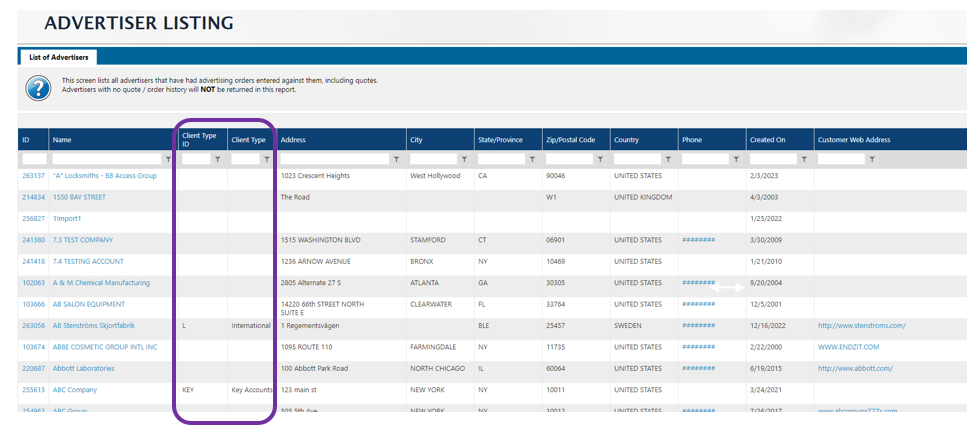 ADVERTISER LISTING
List of Advertisers
This screen lists all advertisers that have had advertising orders entered against them, including quotes.
Advertisers with no quote / order history will NOT be returned in this report.
ID Name Client Type ID Client Type Address City State/Province Zip/Postal Code Country Phone Created On Customer Web Address
263137 "A" Locksmiths - BB Access Group 1023 Crescent Heights West Hollywood CA 90046 UNITED STATES 2/3/2023
214834 1550 BAY STREET The Road W1 UNITED KINGDOM 4/3/2003
256827 1Import1 1/25/2022
241380 7.3 TEST COMPANY 1515 WASHINGTON BLVD STAMFORD CT 06901 UNITED STATES ######## 3/30/2009
241418 7.4 TESTING ACCOUNT 1236 ARNOW AVENUE BRONX NY 10469 UNITED STATES 1/21/2010
102063 A & M Chemical Manufacturing 2805 Alternate 27 S ATLANTA GA 30305 UNITED STATES ######## 9/20/2004
103666 AB SALON EQUIPMENT 14220 66th STREET NORTH SUITE E CLEARWATER FL 33764 UNITED STATES ######## 12/5/2001
263056 AB Stenströms Skjortfabrik L International 1 Regementsvägen BLE 25457 SWEDEN ######## 12/16/2022 http://www.stenstroms.com/
103674 ABBE COSMETIC GROUP INTL INC 1095 ROUTE 110 FARMINGDALE NY 11735 UNITED STATES ######## 2/22/2000 WWW.ENDZIT.COM
220687 Abbott Laboratories 100 Abbott Park Road NORTH CHICAGO IL 60064 UNITED STATES ######## 6/19/2015 http://www.abbott.com/
255613 ABC Company KEY Key Accounts 123 main st NEW YORK NY 10011 UNITED STATES 3/24/2021
254962 ABC Group 505 5th Ave NEW YORK NY 10012 UNITED STATES ######## 7/26/2017